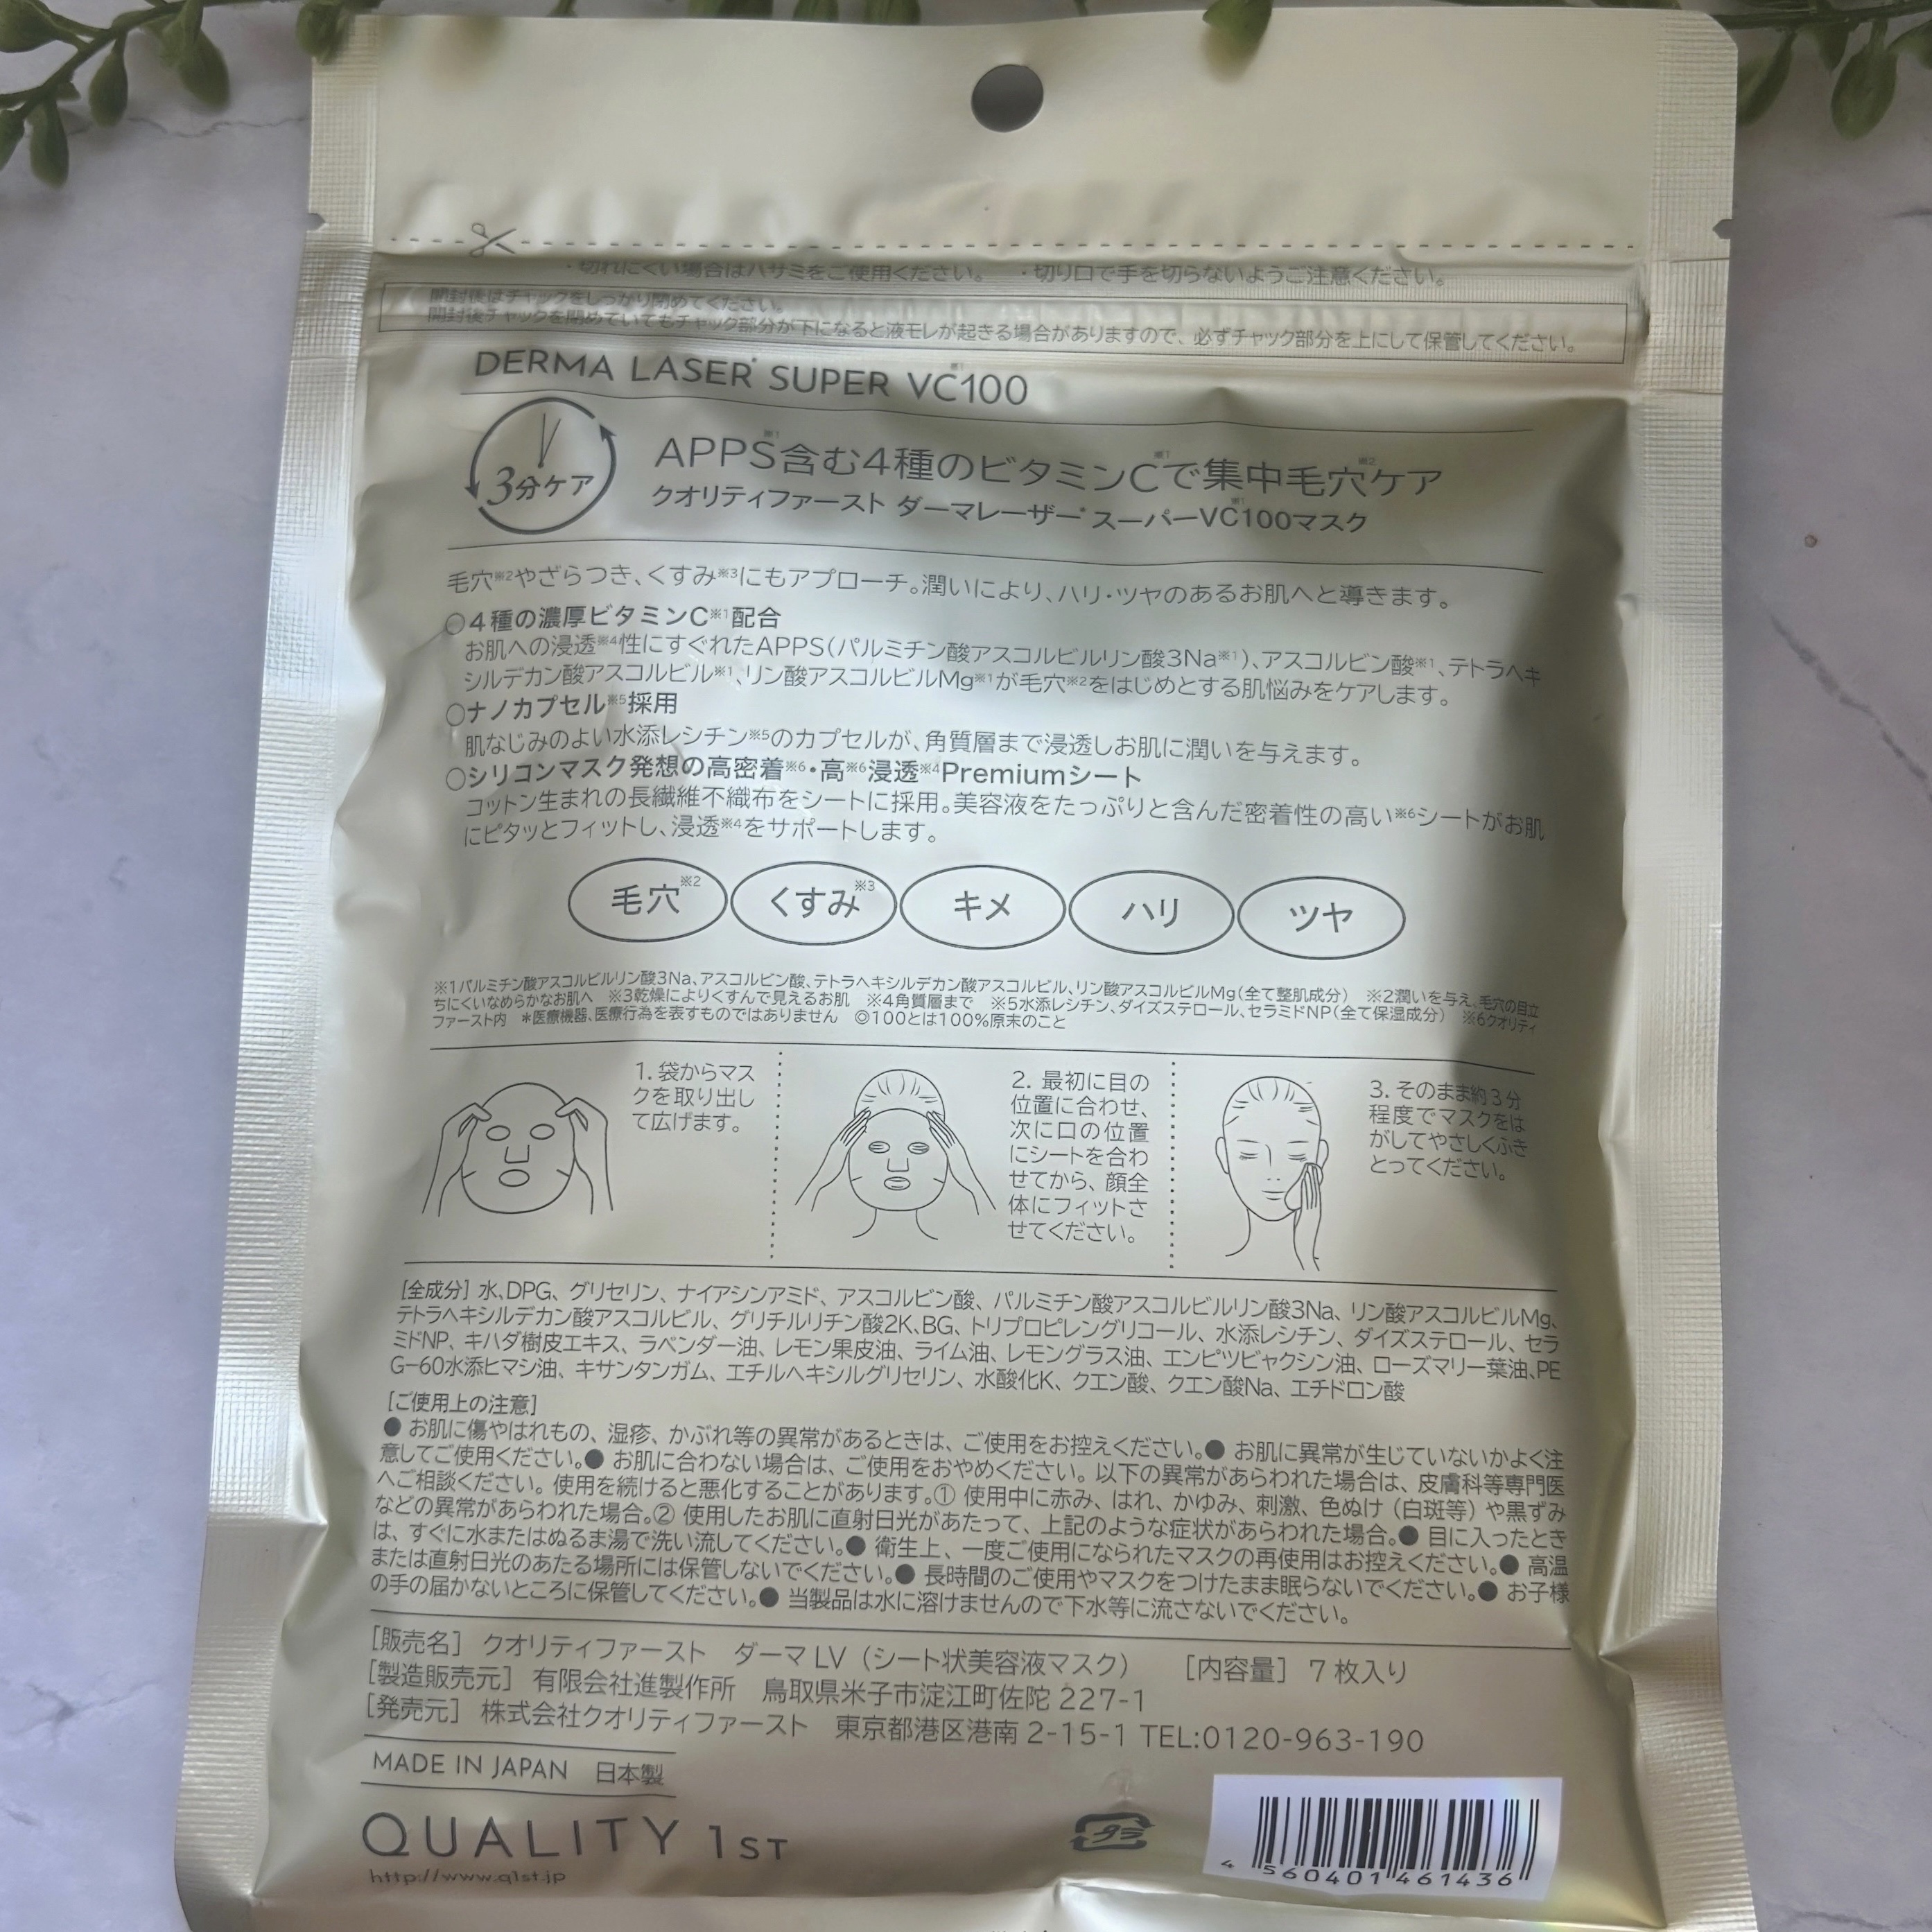 ・切れにくい場合はハサミをご使用ください。 ・切り口で手を切らないようご注意ください。
開封後はチャックをしっかり閉めてください。
開封後チャックを閉めていてもチャック部分が下になると液モレが起きる場合がありますので、必ずチャック部分を上にして保管してください。
DERMA LASER* SUPER VC100※1
3分ケア
APPS※1含む4種のビタミンC※1で集中毛穴※2ケア
クオリティファースト ダーマレーザー* スーパーVC100※1マスク
毛穴※2やざらつき、くすみ※3にもアプローチ。潤いにより、ハリ・ツヤのあるお肌へと導きます。
○4種の濃厚ビタミンC※1配合
お肌への浸透※4性にすぐれたAPPS(パルミチン酸アスコルビルリン酸3Na※1)、アスコルビン酸※1、テトラヘキ
シルデカン酸アスコルビル※1、リン酸アスコルビルMg※1が毛穴※2をはじめとする肌悩みをケアします。
○ナノカプセル※5採用
肌なじみのよい水添レシチン※5のカプセルが、角質層まで浸透しお肌に潤いを与えます。
○シリコンマスク発想の高密着※6・高※6浸透※4Premiumシート
コットン生まれの長繊維不織布をシートに採用。美容液をたっぷりと含んだ密着性の高い※6シートがお肌
にピタッとフィットし、浸透※4をサポートします。
毛穴※2 くすみ※3 キメ ハリ ツヤ
※1パルミチン酸アスコルビルリン酸3Na、アスコルビン酸、テトラヘキシルデカン酸アスコルビル、リン酸アスコルビルMg(全て整肌成分) ※2潤いを与え、毛穴の目立
ちにくいなめらかなお肌へ ※3乾燥によりくすんで見えるお肌 ※4角質層まで ※5水添レシチン、ダイズステロール、セラミドNP(全て保湿成分) ※6クオリティ
ファースト内 *医療機器、医療行為を表すものではありません ◎100とは100%原末のこと
1. 袋からマス
クを取り出し
て広げます。
2. 最初に目の
位置に合わせ、
次に口の位置
にシートを合わ
せてから、顔全
体にフィットさ
せてください。
3. そのまま約3分
程度でマスクをは
がしてやさしくふき
とってください。
[全成分] 水、DPG、グリセリン、ナイアシンアミド、アスコルビン酸、パルミチン酸アスコルビルリン酸3Na、リン酸アスコルビルMg、
テトラヘキシルデカン酸アスコルビル、グリチルリチン酸2K、BG、トリプロピレングリコール、水添レシチン、ダイズステロール、セラ
ミドNP、キハダ樹皮エキス、ラベンダー油、レモン果皮油、ライム油、レモングラス油、エンピツビャクシン油、ローズマリー葉油、PE
G-60水添ヒマシ油、キサンタンガム、エチルヘキシルグリセリン、水酸化K、クエン酸、クエン酸Na、エチドロン酸
[ご使用上の注意]
● お肌に傷やはれもの、湿疹、かぶれ等の異常があるときは、ご使用をお控えください。● お肌に異常が生じていないかよく注
意してご使用ください。● お肌に合わない場合は、ご使用をおやめください。以下の異常があらわれた場合は、皮膚科等専門医
へご相談ください。使用を続けると悪化することがあります。① 使用中に赤み、はれ、かゆみ、刺激、色ぬけ（白斑等）や黒ずみ
などの異常があらわれた場合。② 使用したお肌に直射日光があたって、上記のような症状があらわれた場合。● 目に入ったとき
は、すぐに水またはぬるま湯で洗い流してください。● 衛生上、一度ご使用になられたマスクの再使用はお控えください。● 高温
または直射日光のあたる場所には保管しないでください。● 長時間のご使用やマスクをつけたまま眠らないでください。● お子様
の手の届かないところに保管してください。● 当製品は水に溶けませんので下水等に流さないでください。
［販売名］ クオリティファースト ダーマ LV（シート状美容液マスク） ［内容量］ 7 枚入り
［製造販売元］ 有限会社進製作所 鳥取県米子市淀江町佐陀 227-1
［発売元］ 株式会社クオリティファースト 東京都港区港南 2-15-1 TEL:0120-963-190
MADE IN JAPAN 日本製
QUALITY 1ST
http://www.q1st.jp
プラ
4 560401 461436